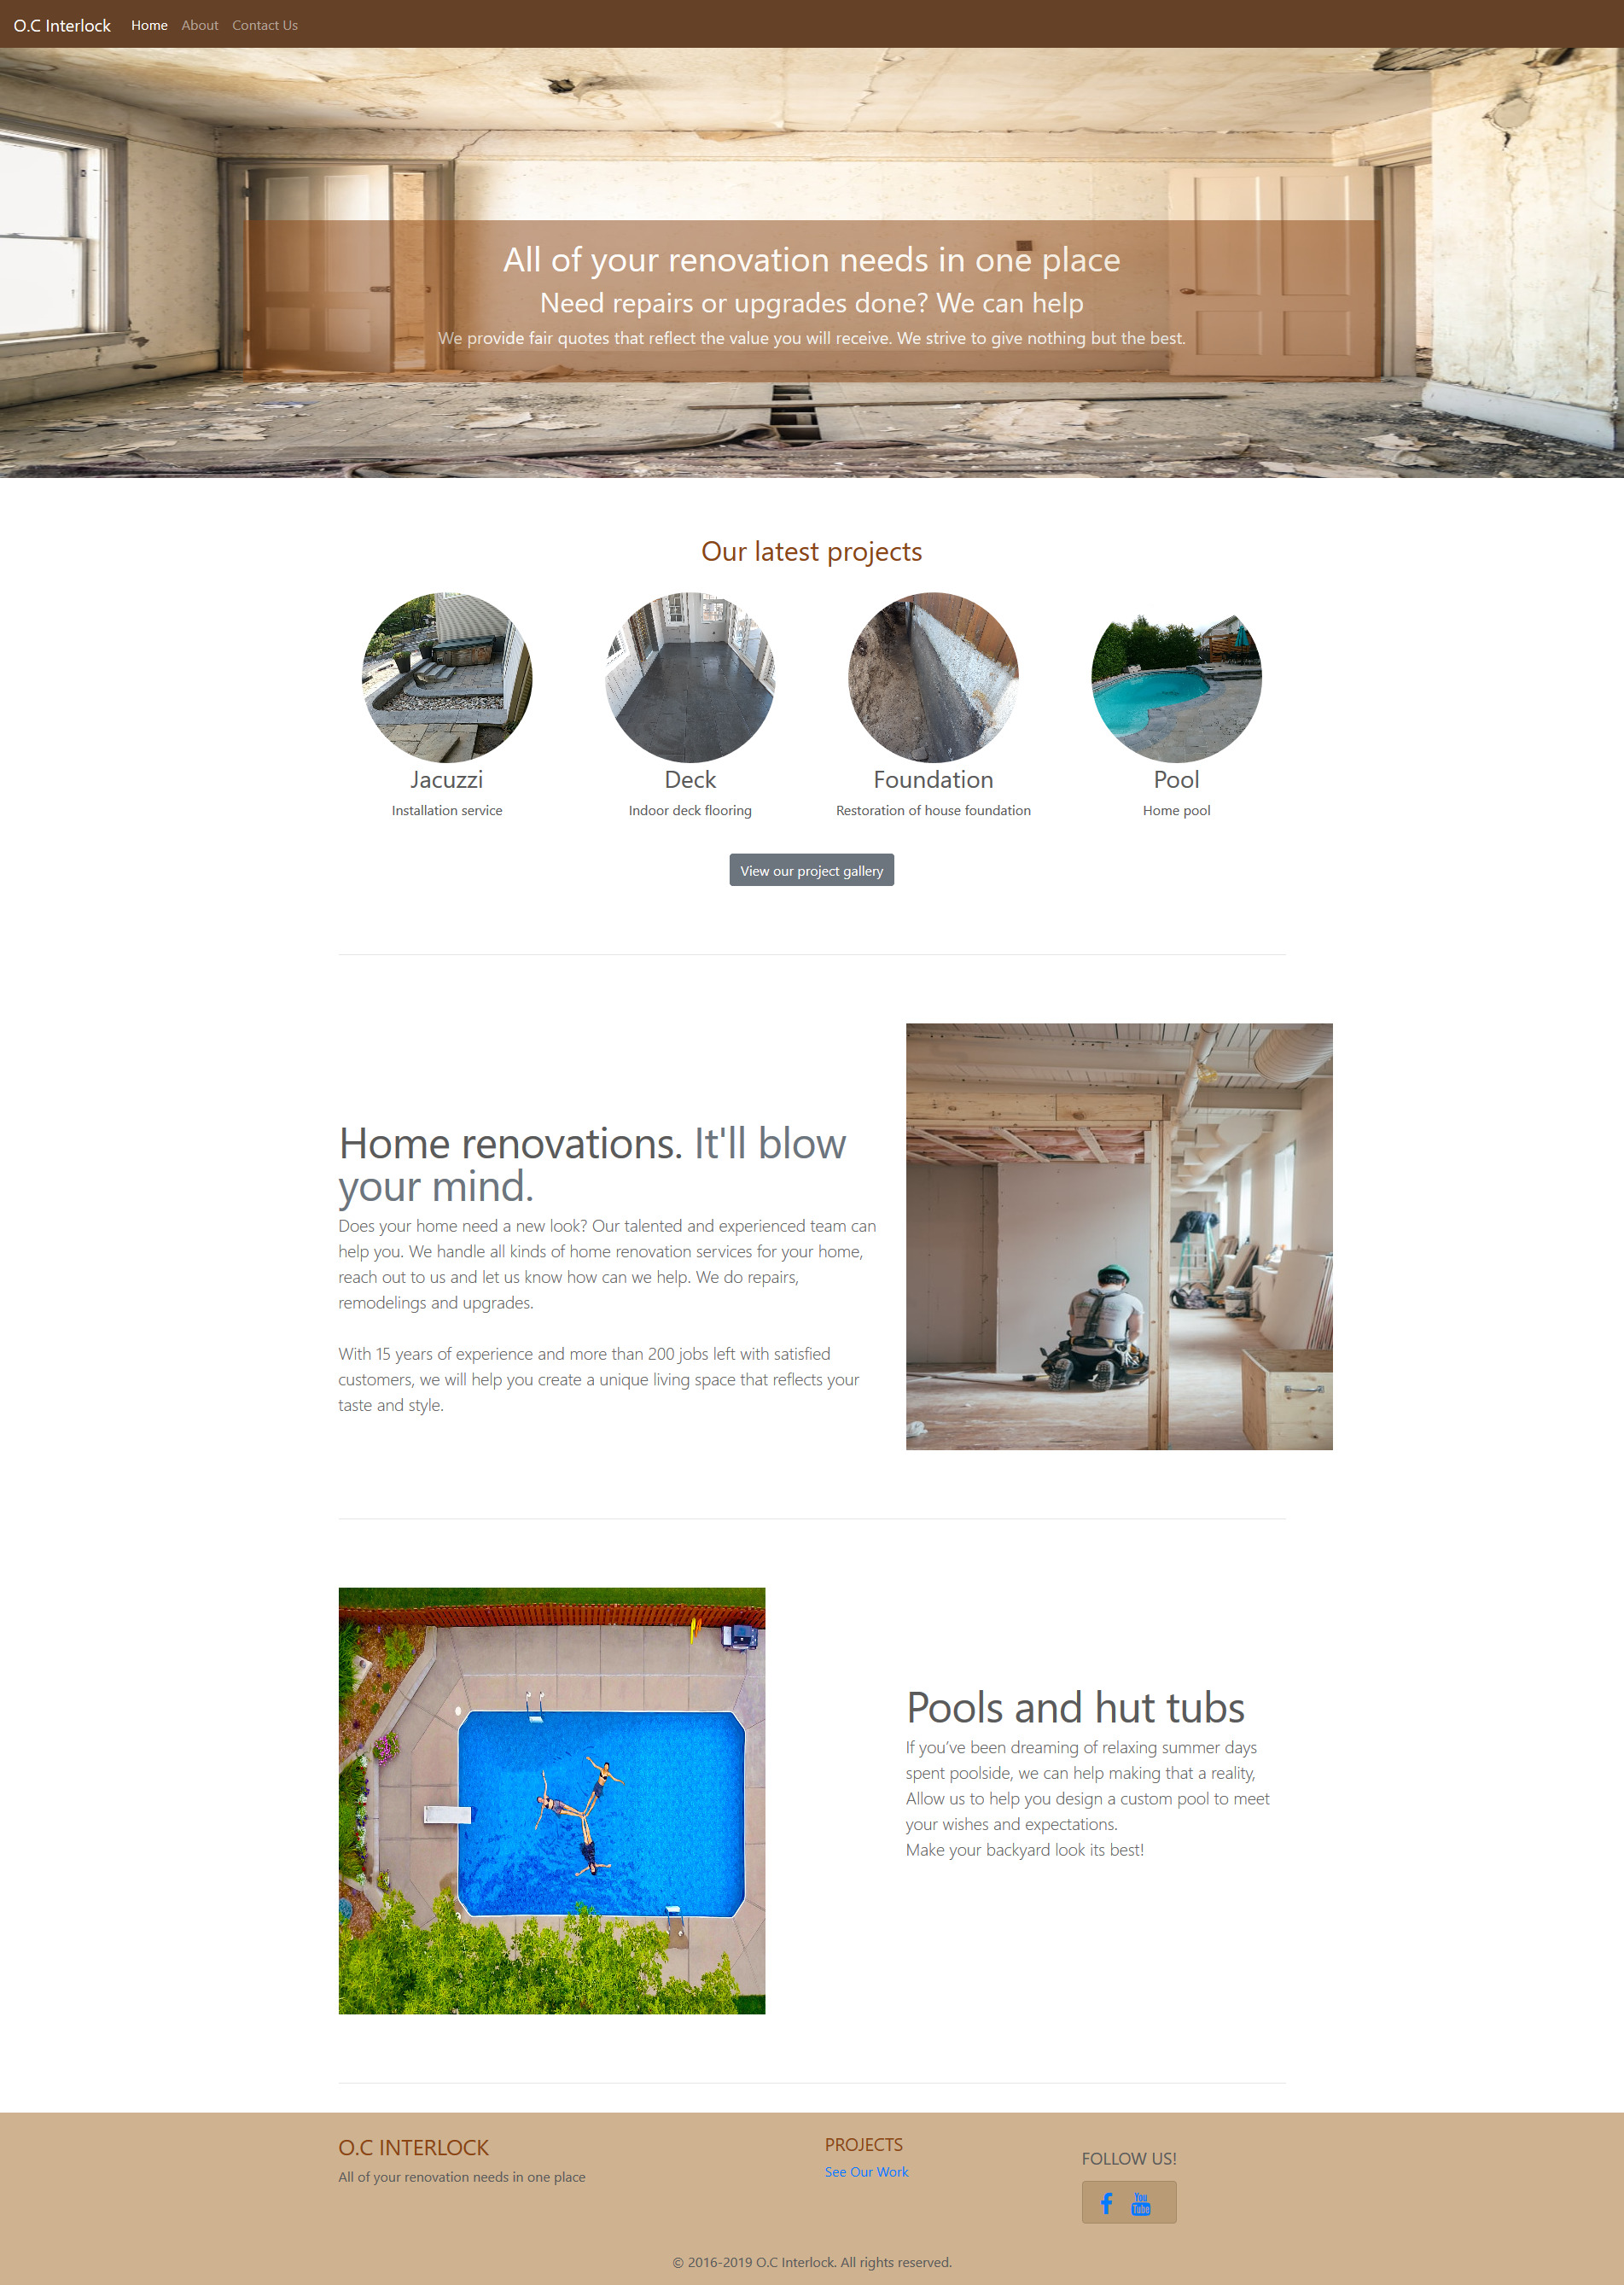 O.C Interlock Home About Contact Us
All of your renovation needs in one place
Need repairs or upgrades done? We can help
We provide fair quotes that reflect the value you will receive. We strive to give nothing but the best.
Our latest projects
Jacuzzi
Installation service
Deck
Indoor deck flooring
Foundation
Restoration of house foundation
Pool
Home pool
View our project gallery
Home renovations. It'll blow
your mind.
Does your home need a new look? Our talented and experienced team can
help you. We handle all kinds of home renovation services for your home,
reach out to us and let us know how can we help. We do repairs,
remodelings and upgrades.
With 15 years of experience and more than 200 jobs left with satisfied
customers, we will help you create a unique living space that reflects your
taste and style.
Pools and hut tubs
If you’ve been dreaming of relaxing summer days
spent poolside, we can help making that a reality,
Allow us to help you design a custom pool to meet
your wishes and expectations.
Make your backyard look its best!
O.C INTERLOCK
All of your renovation needs in one place
PROJECTS
See Our Work
FOLLOW US!
You
Tube
© 2016-2019 O.C Interlock. All rights reserved.